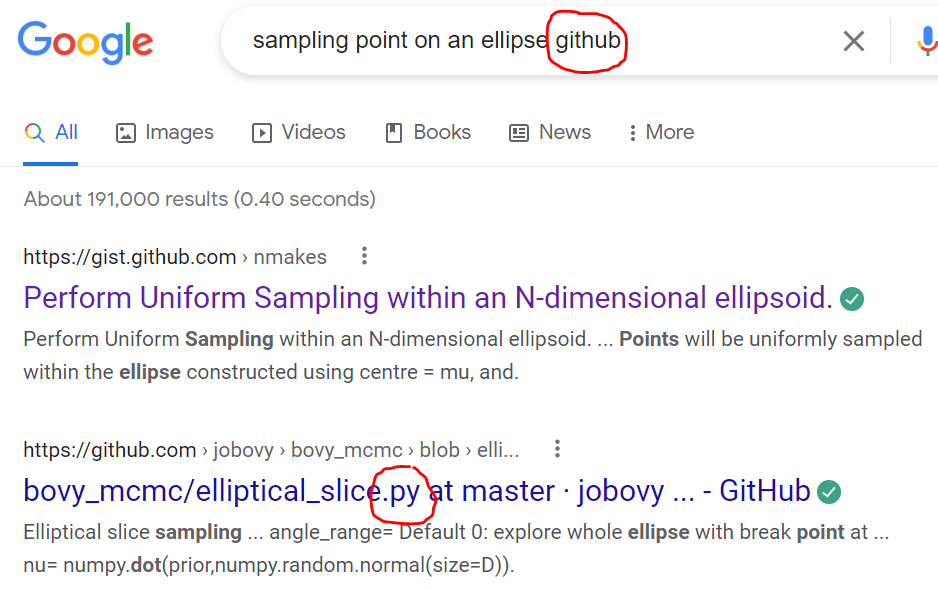 Google
sampling point on an ellipse github
All Images Videos Books News More
About 191,000 results (0.40 seconds)
https://gist.github.com › nmakes
Perform Uniform Sampling within an N-dimensional ellipsoid.
Perform Uniform Sampling within an N-dimensional ellipsoid. ... Points will be uniformly sampled
within the ellipse constructed using centre = mu, and.
https://github.com › jobovy › bovy_mcmc › blob › elli...
bovy_mcmc/elliptical_slice.py at master · jobovy ... - GitHub
Elliptical slice sampling ... angle_range= Default 0: explore whole ellipse with break point at ...
nu= numpy.dot(prior,numpy.random.normal(size=D)).